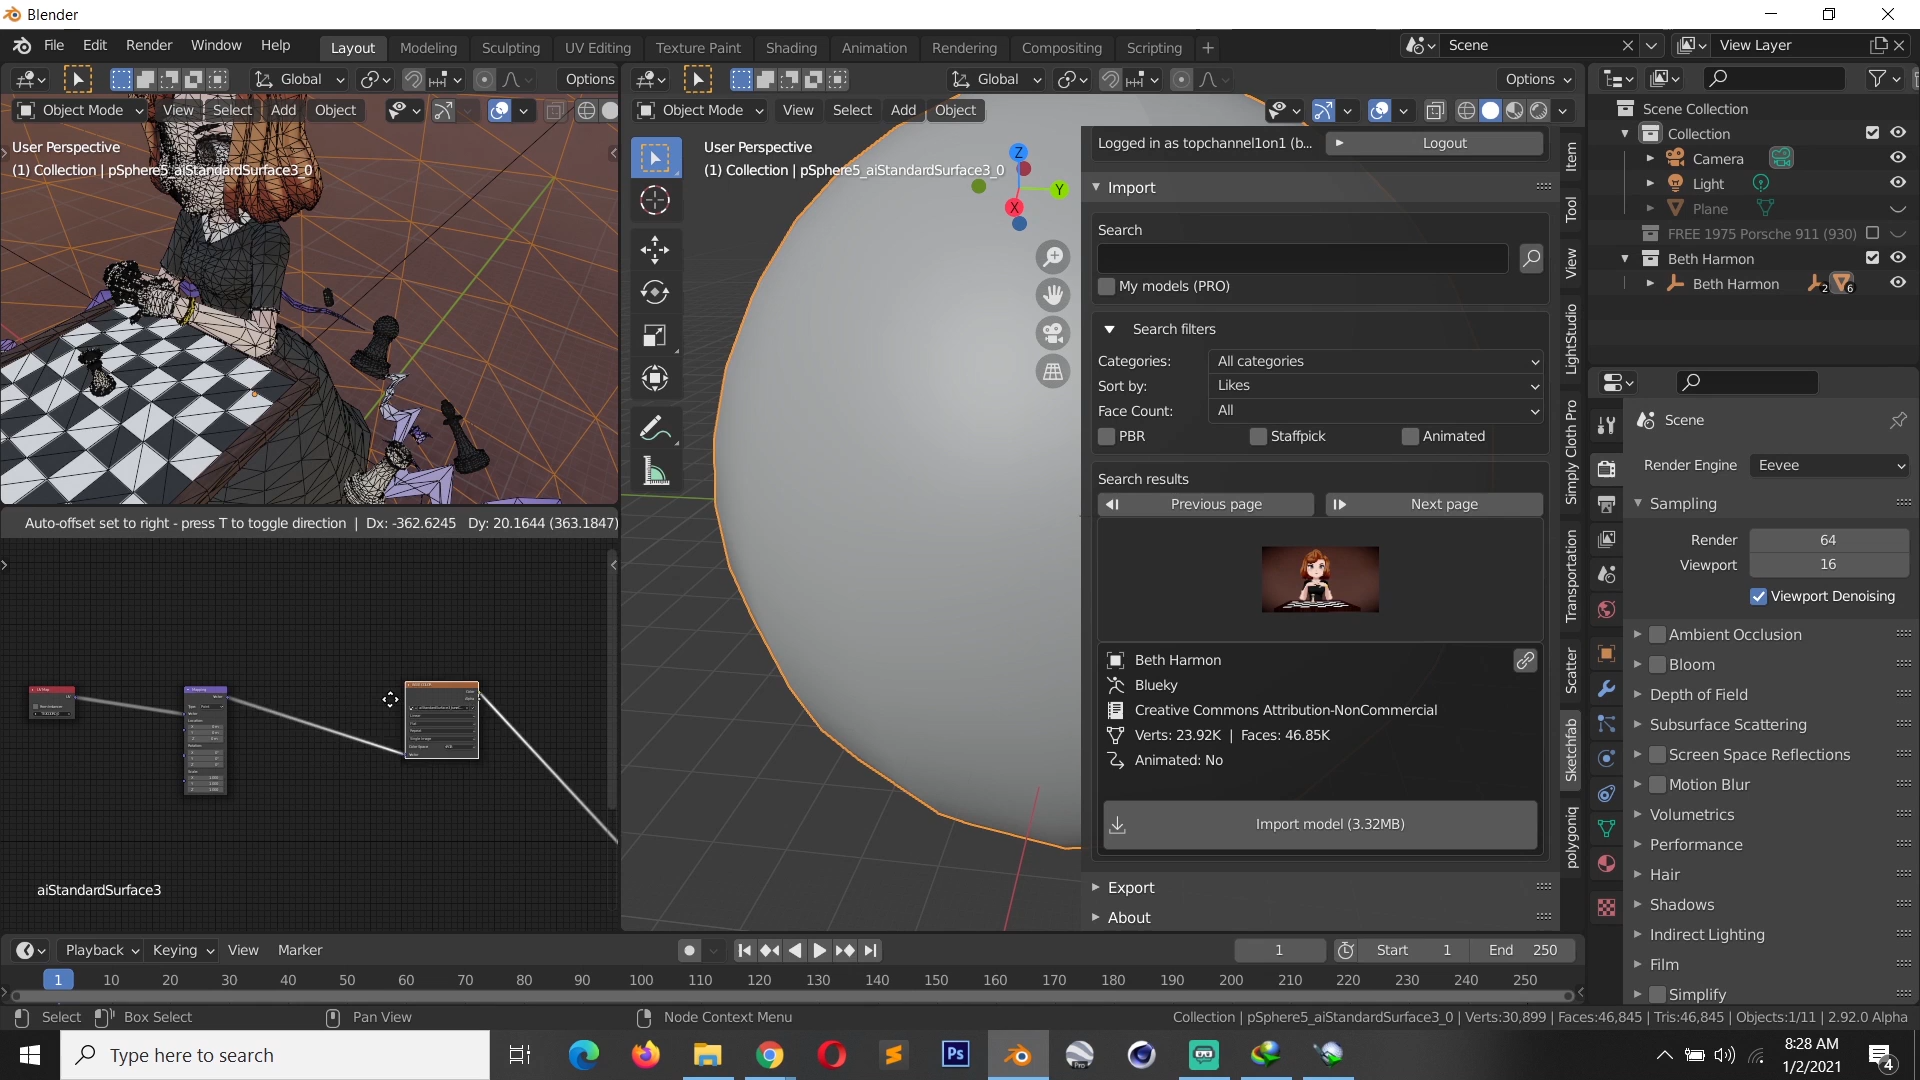 Blender
File Edit Render Window Help
Layout Modeling Sculpting UV Editing Texture Paint Shading Animation Rendering Compositing Scripting +
Scene
View Layer
Global
Options
Global
Options
Object Mode View Select Add Object
Object Mode View Select Add Object
User Perspective
(1) Collection | pSphere5_aiStandardSurface3_0
User Perspective
(1) Collection | pSphere5_aiStandardSurface3_0
Z
Y
X
Logged in as topchannel1on1 (b...
Logout
Import
Search
My models (PRO)
Search filters
Categories: All categories
Sort by: Likes
Face Count: All
PBR Staffpick Animated
Search results
Previous page Next page
Beth Harmon
Blueky
Creative Commons Attribution-NonCommercial
Verts: 23.92K | Faces: 46.85K
Animated: No
Import model (3.32MB)
Export
About
Item
Tool
View
LightStudio
Simply Cloth Pro
Transportation
Scatter
Sketchfab
polygoniq
Scene Collection
Collection
Camera
Light
Plane
FREE 1975 Porsche 911 (930)
Beth Harmon
Beth Harmon 2 6
Scene
Render Engine Eevee
Sampling
Render 64
Viewport 16
Viewport Denoising
Ambient Occlusion
Bloom
Depth of Field
Subsurface Scattering
Screen Space Reflections
Motion Blur
Volumetrics
Performance
Hair
Shadows
Indirect Lighting
Film
Simplify
Auto-offset set to right - press T to toggle direction | Dx: -362.6245 Dy: 20.1644 (363.1847)
UV Map
Mapping
aiStandardSurface3
Playback Keying View Marker
1
Start 1
End 250
1 10 20 30 40 50 60 70 80 90 100 110 120 130 140 150 160 170 180 190 200 210 220 230 240 250
Select Box Select Pan View Node Context Menu
Collection | pSphere5_aiStandardSurface3_0 | Verts:30,899 | Faces:46,845 | Tris:46,845 | Objects:1/11 | 2.92.0 Alpha
Type here to search
Ps
Pro
8:28 AM
1/2/2021
4